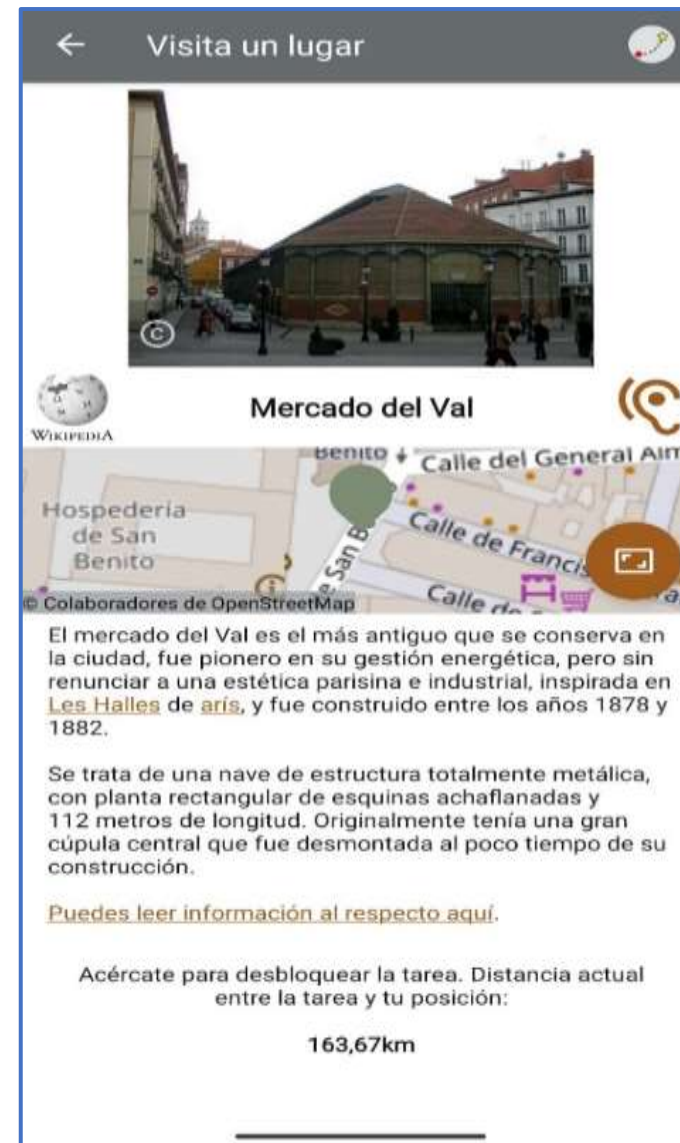 Visita un lugar
©
WIKIPEDIA
Mercado del Val
Benito
Calle del General Alm
Hospedería
de San
Benito
e San B
Calle de Francis
Calle de
© Colaboradores de OpenStreetMap
El mercado del Val es el más antiguo que se conserva en
la ciudad, fue pionero en su gestión energética, pero sin
renunciar a una estética parisina e industrial, inspirada en
Les Halles de arís, y fue construido entre los años 1878 y
1882.
Se trata de una nave de estructura totalmente metálica,
con planta rectangular de esquinas achaflanadas y
112 metros de longitud. Originalmente tenía una gran
cúpula central que fue desmontada al poco tiempo de su
construcción.
Puedes leer información al respecto aquí.
Acércate para desbloquear la tarea. Distancia actual
entre la tarea y tu posición:
163,67km